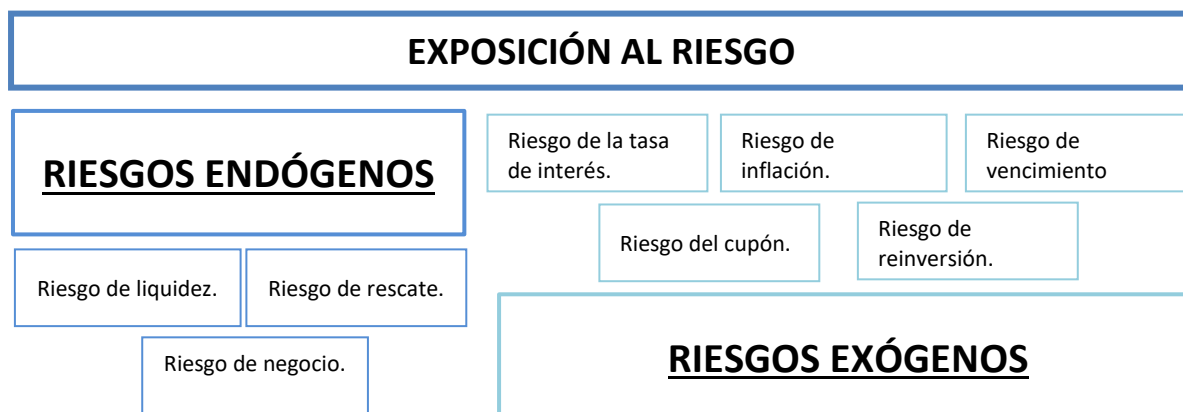 EXPOSICIÓN AL RIESGO
RIESGOS ENDÓGENOS
Riesgo de liquidez.
Riesgo de rescate.
Riesgo de negocio.
Riesgo de la tasa
de interés.
Riesgo de
inflación.
Riesgo de
vencimiento
Riesgo del cupón.
Riesgo de
reinversión.
RIESGOS EXÓGENOS